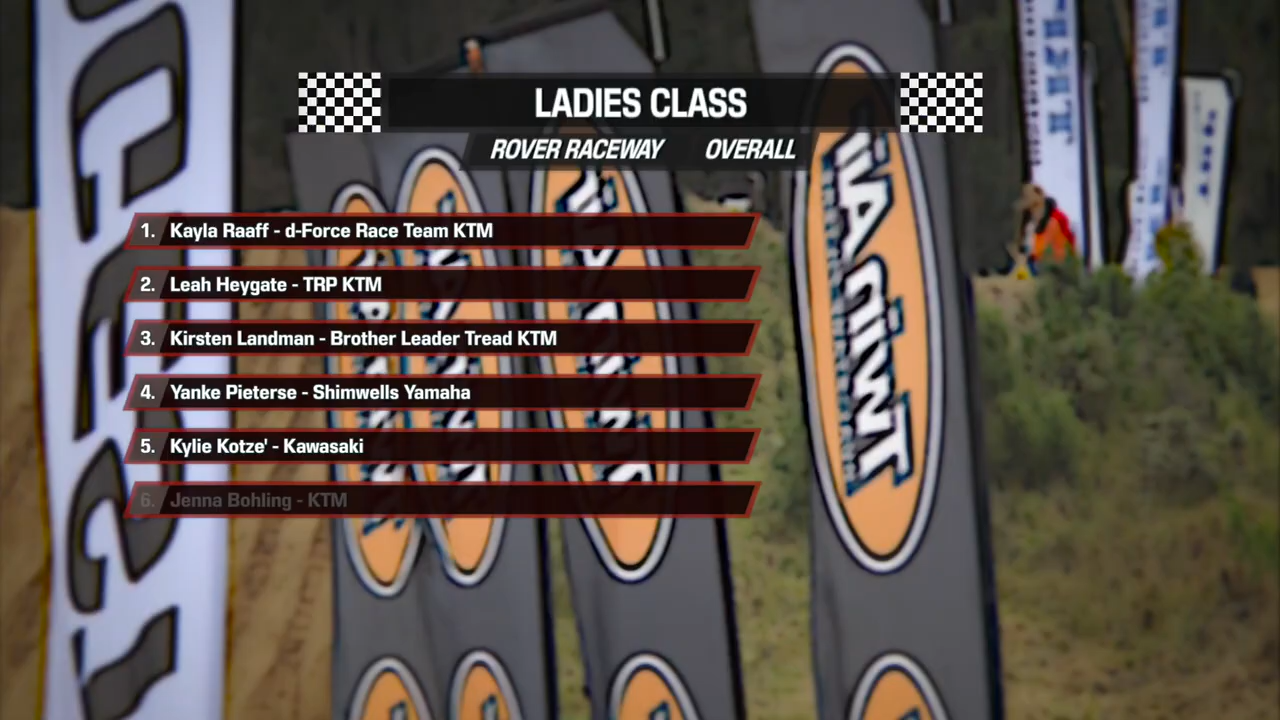 LADIES CLASS
ROVER RACEWAY OVERALL
1. Kayla Raaff - d-Force Race Team KTM
2. Leah Heygate - TRP KTM
3. Kirsten Landman - Brother Leader Tread KTM
4. Yanke Pieterse - Shimwells Yamaha
5. Kylie Kotze' - Kawasaki
6. Jenna Bohling - KTM